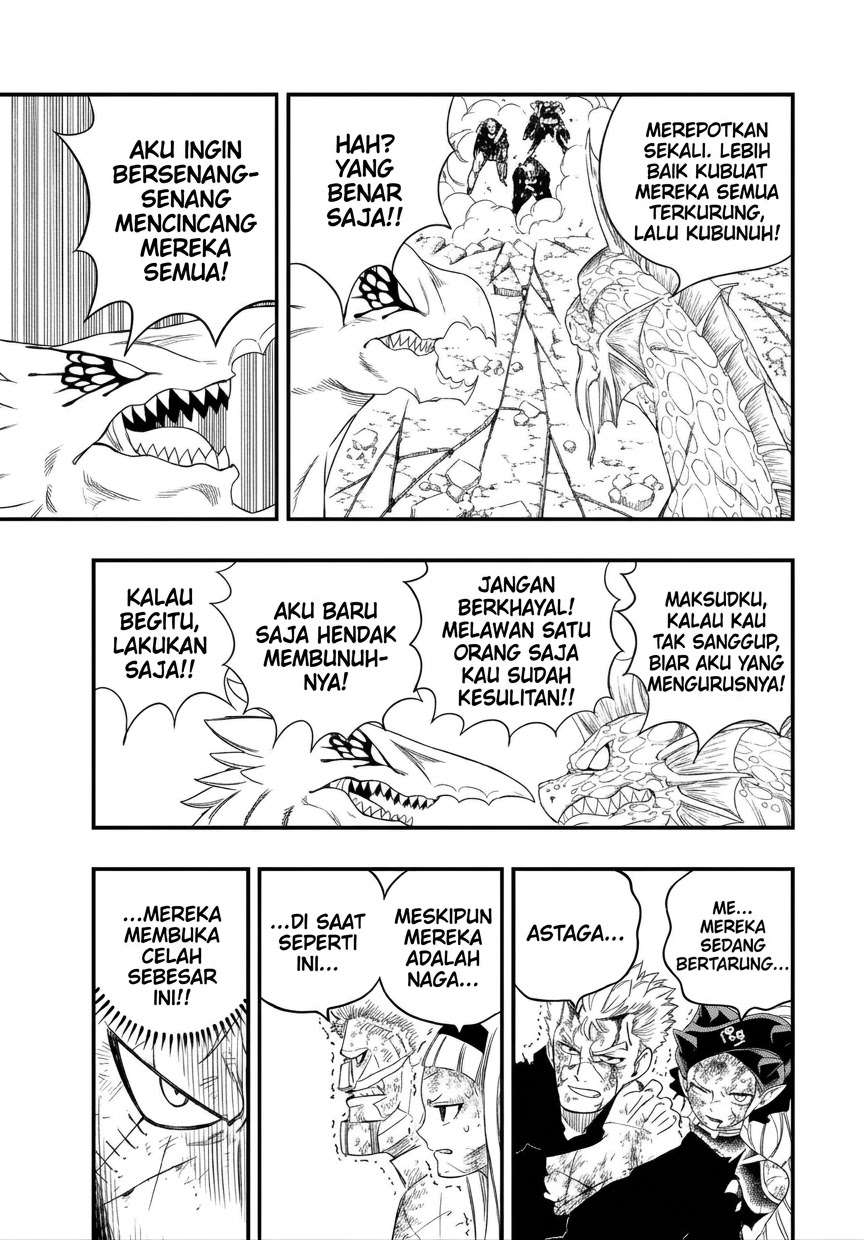 MEREPOTKAN
SEKALI. LEBIH
BAIK KUBUAT
MEREKA SEMUA
TERKURUNG,
LALU KUBUNUH!
HAH?
YANG
BENAR
SAJA!!
AKU INGIN
BERSENANG-
SENANG
MENCINCANG
MEREKA
SEMUA!
MAKSUDKU,
KALAU KAU
TAK SANGGUP,
BIAR AKU YANG
MENGURUSNYA!
JANGAN
BERKHAYAL!
MELAWAN SATU
ORANG SAJA
KAU SUDAH
KESULITAN!!
AKU BARU
SAJA HENDAK
MEMBUNUH-
NYA!
KALAU
BEGITU,
LAKUKAN
SAJA!!
ME...
MEREKA
SEDANG
BERTARUNG...
ASTAGA...
MESKIPUN
MEREKA
ADALAH
NAGA...
...DI SAAT
SEPERTI
INI...
...MEREKA
MEMBUKA
CELAH
SEBESAR
INI!!